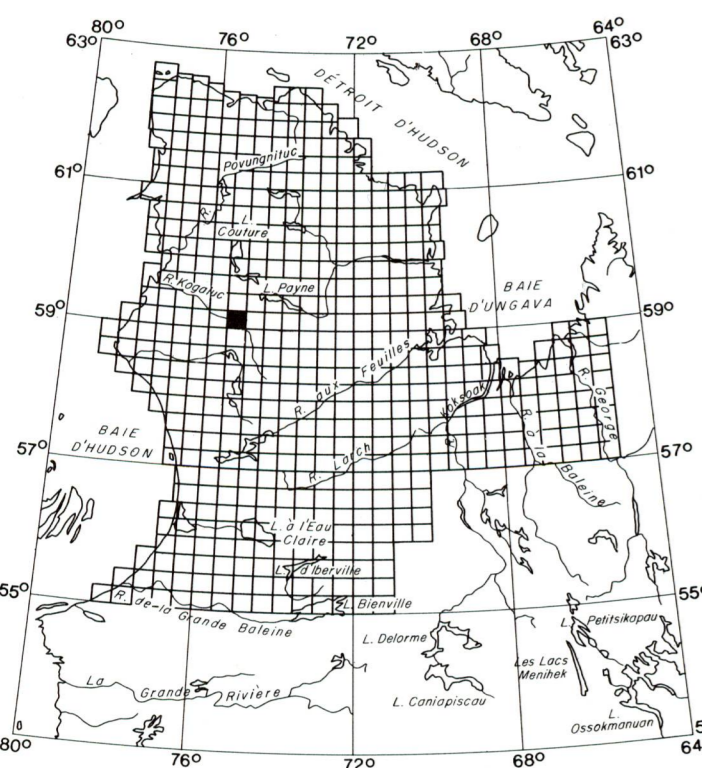 80° 76° 72° 68° 64°
63° 63°
DÉTROIT D'HUDSON
Povungnituc
R.
61° 61°
L.
Couture
R. Kogaluc
L. Payne
BAIE
D'UNGAVA
59° 59°
R. aux Feuilles
Koksoak
R.
R. George
R. à la Baleine
BAIE
D'HUDSON
57° 57°
R. Larch
L. à l'Eau
Claire
L. d'Iberville
55° 55°
R. de-la Grande Baleine
L. Bienville
L. Delorme
L. Petitsikapau
Les Lacs
Menihek
La Grande Rivière
L. Caniapiscau
L.
Ossokmanuan
80° 76° 72° 68° 64